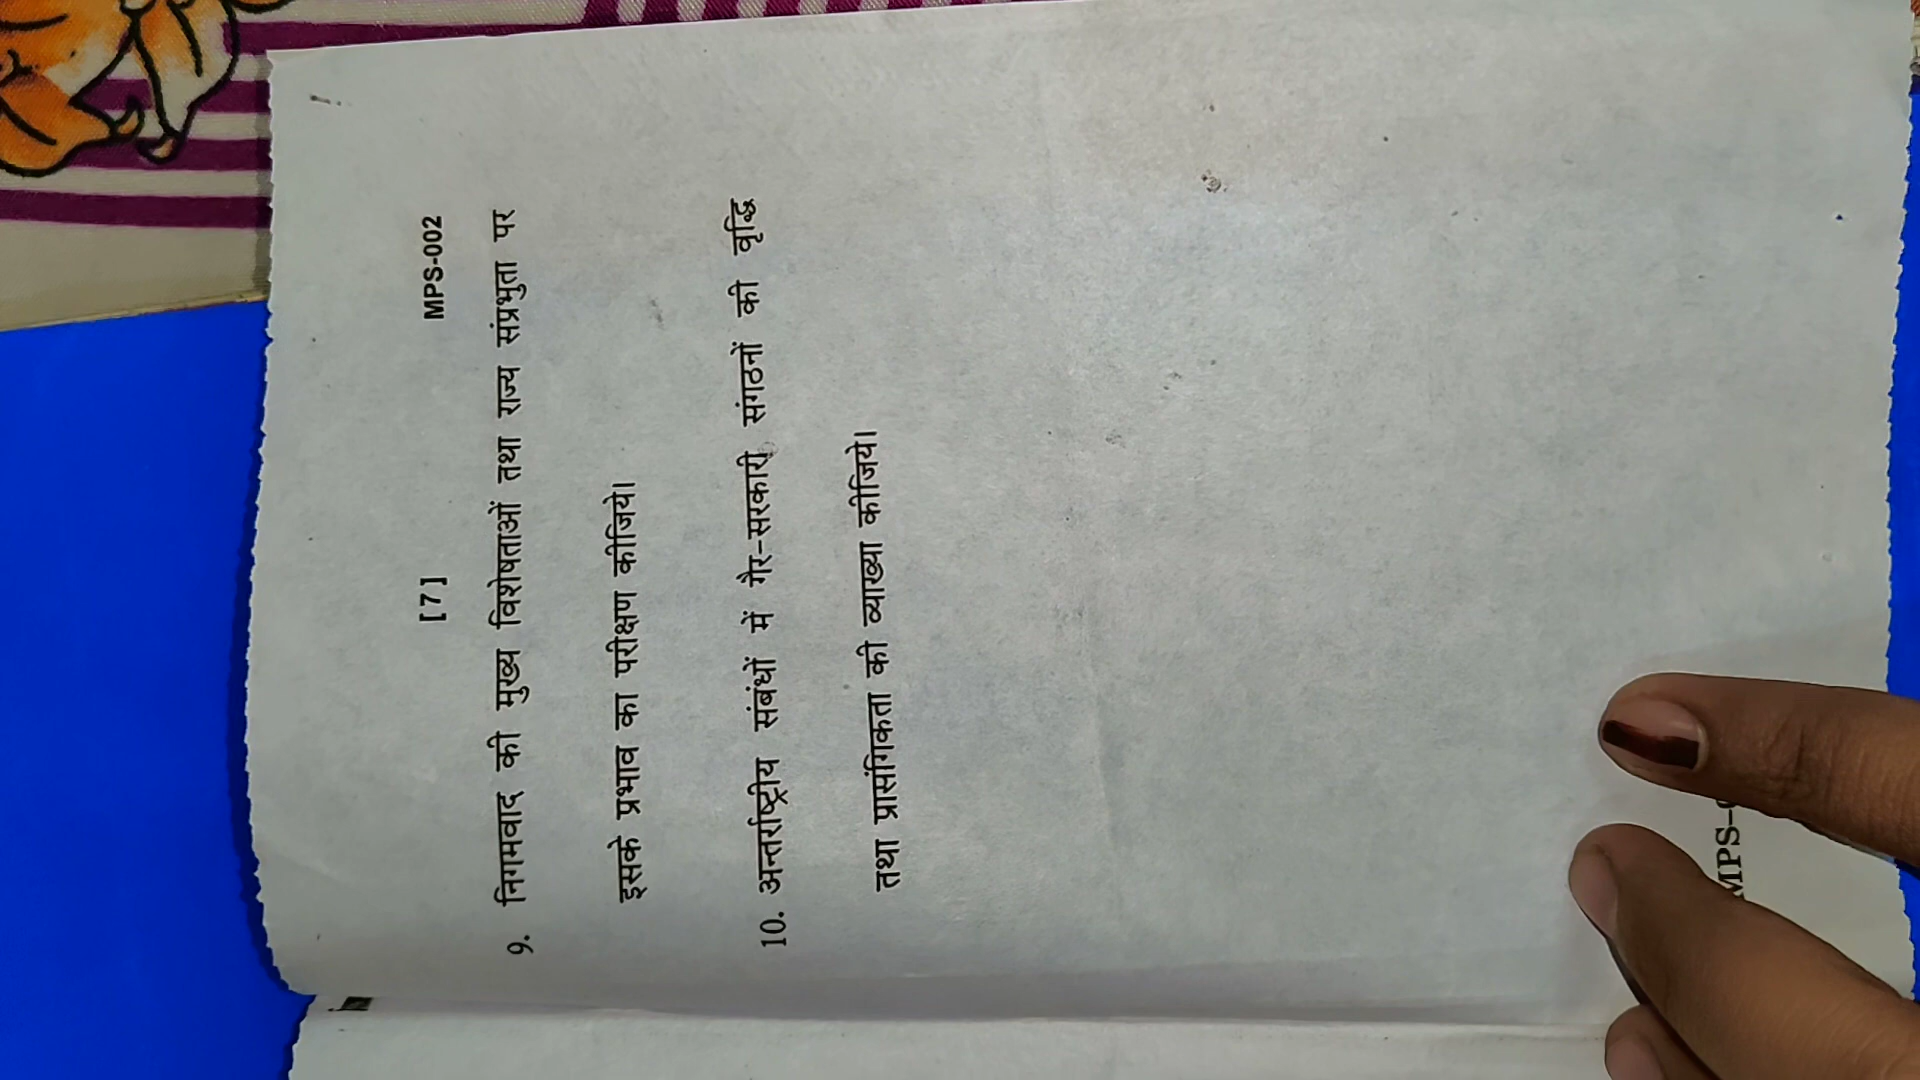 [ 7 ] MPS-002
9. निगमवाद की मुख्य विशेषताओं तथा राज्य संप्रभुता पर
इसके प्रभाव का परीक्षण कीजिये।
10. अन्तर्राष्ट्रीय संबंधों में गैर-सरकारी संगठनों की वृद्धि
तथा प्रासंगिकता की व्याख्या कीजिये।
MPS-